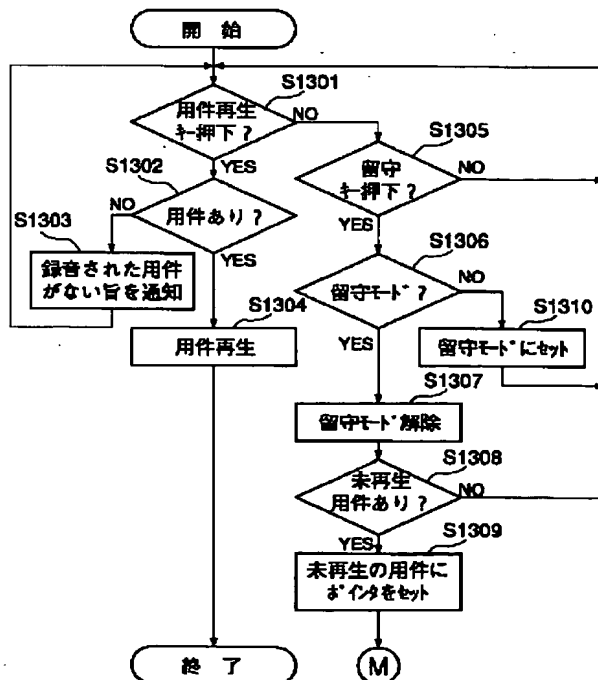 開 始
S1301
用件再生
キー押下？
NO
YES
S1302
用件あり？
NO
YES
S1303
録音された用件
がない旨を通知
S1304
用件再生
S1305
留守
キー押下？
NO
YES
S1306
留守モード？
NO
YES
S1310
留守モードにセット
S1307
留守モード解除
S1308
未再生
用件あり？
NO
YES
S1309
未再生の用件に
ポインタをセット
終 了
M